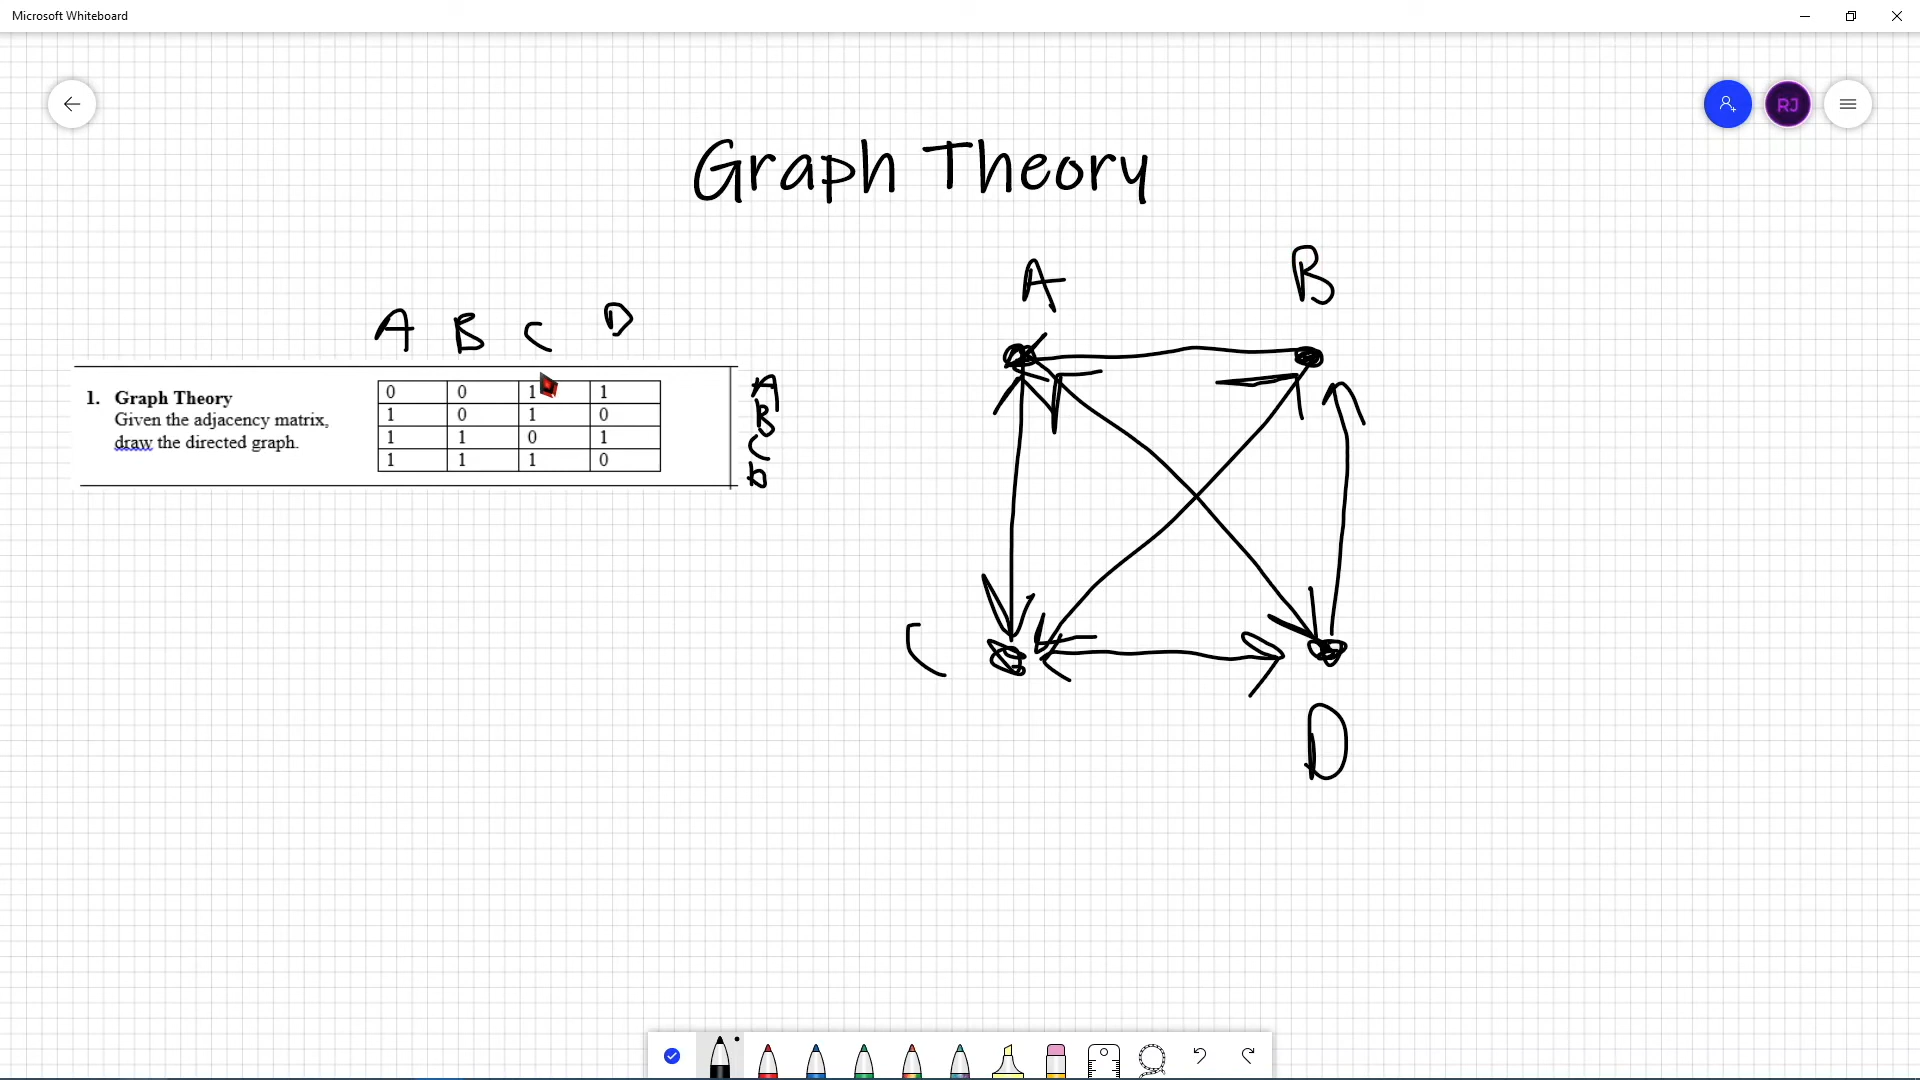 Microsoft Whiteboard
RJ
Graph Theory
A B C D
1. Graph Theory
Given the adjacency matrix,
draw the directed graph.
0 0 1 1
1 0 1 0
1 1 0 1
1 1 1 0
A
B
C
D
A B
C
D